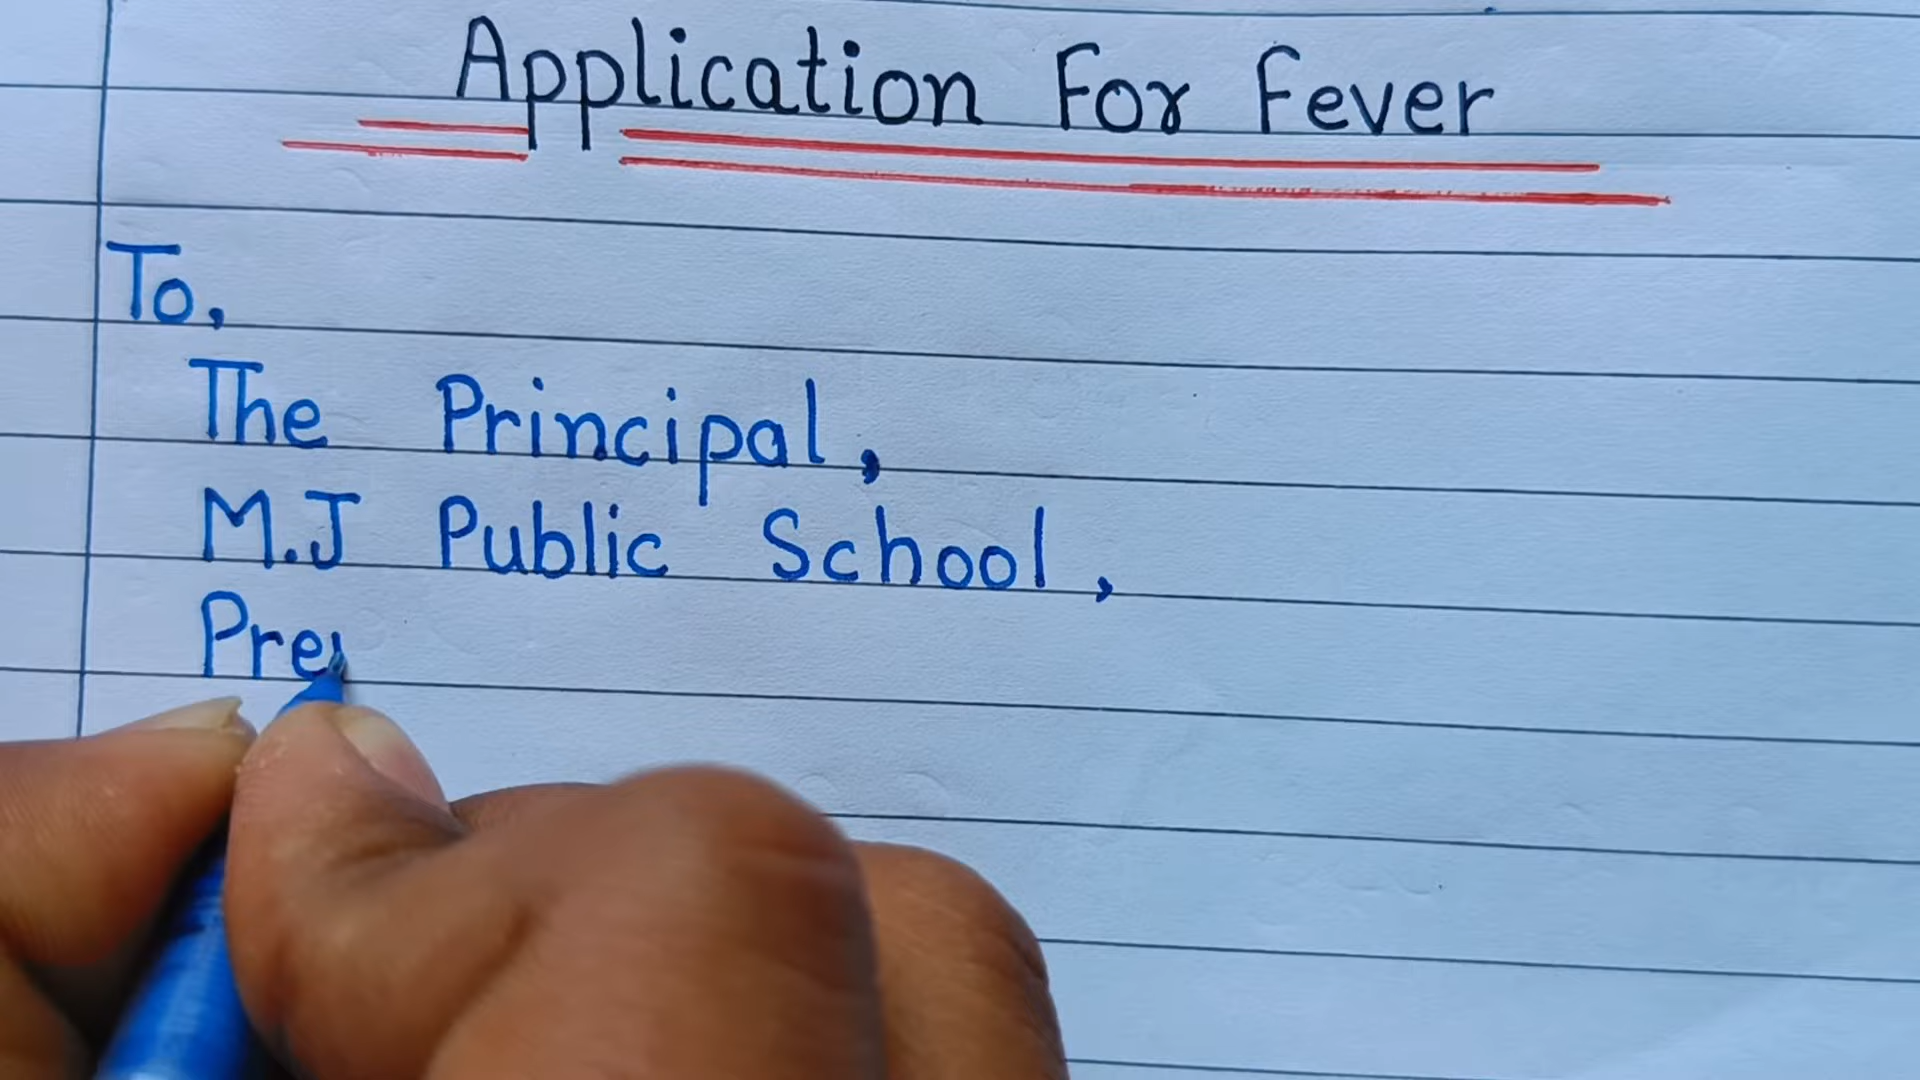 Application For Fever
To,
The Principal,
M.J Public School,
Pre